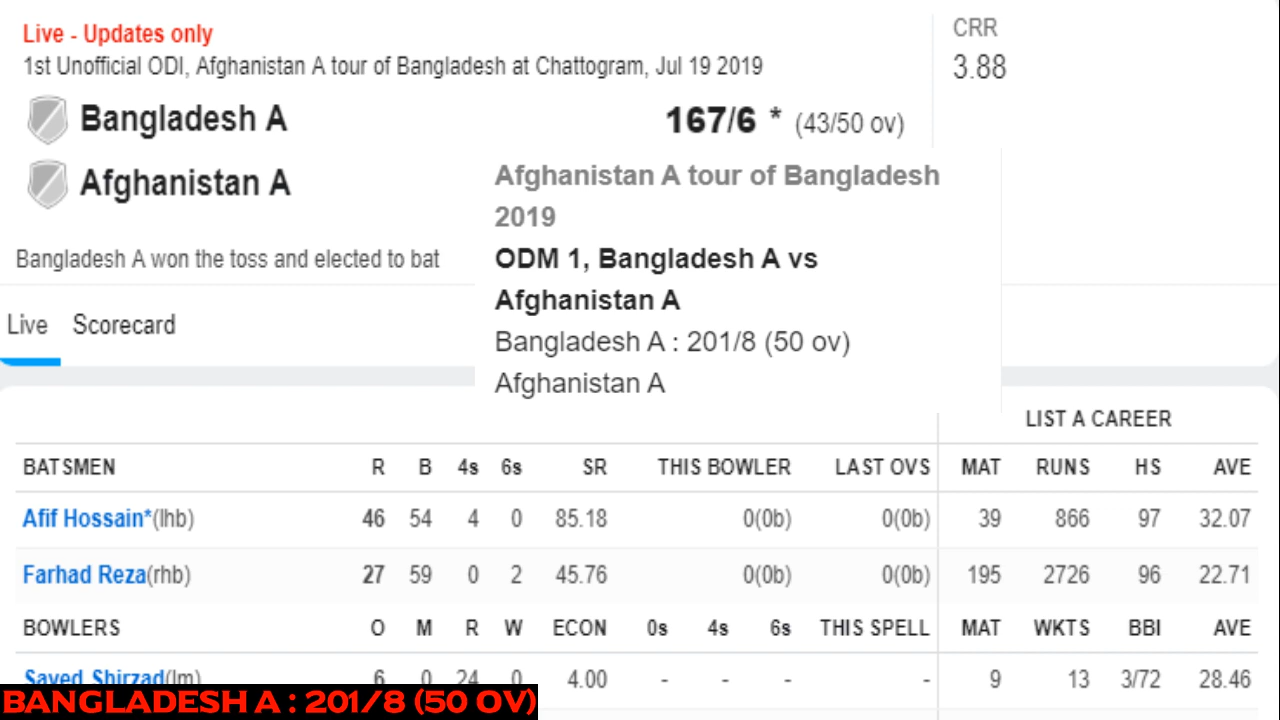 Live - Updates only
1st Unofficial ODI, Afghanistan A tour of Bangladesh at Chattogram, Jul 19 2019
CRR
3.88
Bangladesh A 167/6 * (43/50 ov)
Afghanistan A
Bangladesh A won the toss and elected to bat
Afghanistan A tour of Bangladesh
2019
ODM 1, Bangladesh A vs
Afghanistan A
Bangladesh A : 201/8 (50 ov)
Afghanistan A
Live Scorecard
LIST A CAREER
BATSMEN R B 4s 6s SR THIS BOWLER LAST OVS MAT RUNS HS AVE
Afif Hossain*(lhb) 46 54 4 0 85.18 0(0b) 0(0b) 39 866 97 32.07
Farhad Reza(rhb) 27 59 0 2 45.76 0(0b) 0(0b) 195 2726 96 22.71
BOWLERS O M R W ECON 0s 4s 6s THIS SPELL MAT WKTS BBI AVE
Sayed Shirzad(lm) 6 0 24 0 4.00 - - - - 9 13 3/72 28.46
BANGLADESH A : 201/8 (50 OV)